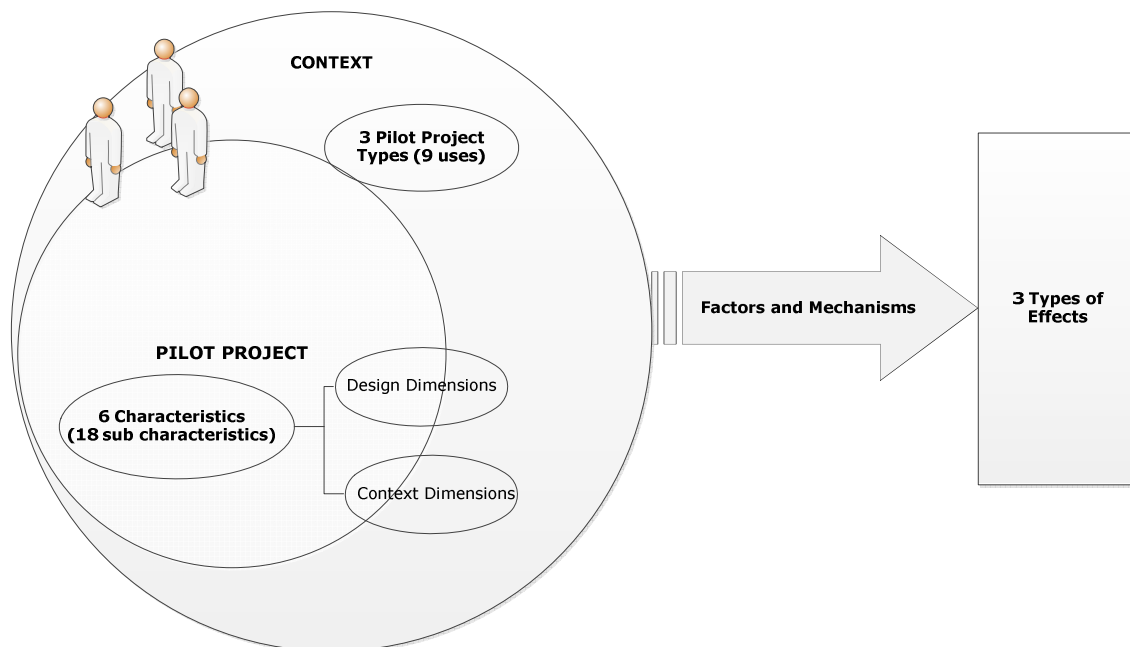 CONTEXT
3 Pilot Project
Types (9 uses)
PILOT PROJECT
6 Characteristics
(18 sub characteristics)
Design Dimensions
Context Dimensions
Factors and Mechanisms
3 Types of
Effects